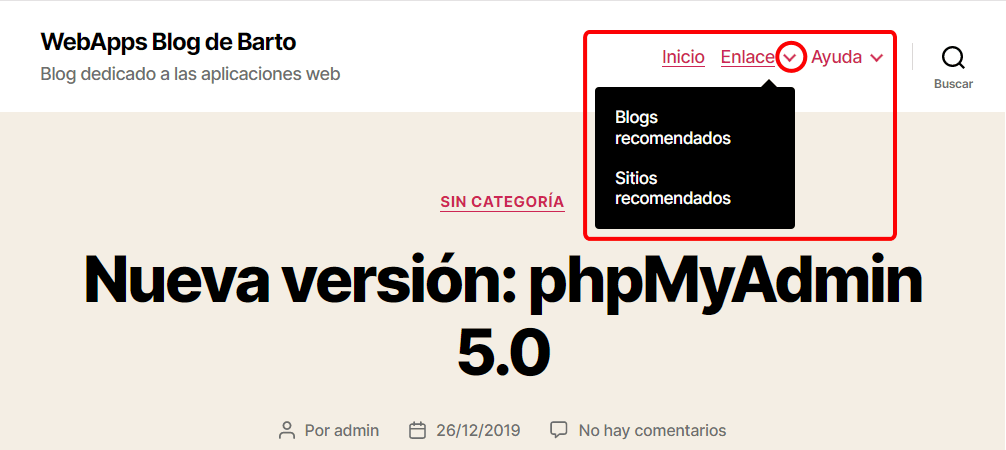 WebApps Blog de Barto
Blog dedicado a las aplicaciones web
Inicio Enlace Ayuda
Buscar
Blogs
recomendados
Sitios
recomendados
SIN CATEGORÍA
Nueva versión: phpMyAdmin
5.0
Por admin 26/12/2019 No hay comentarios